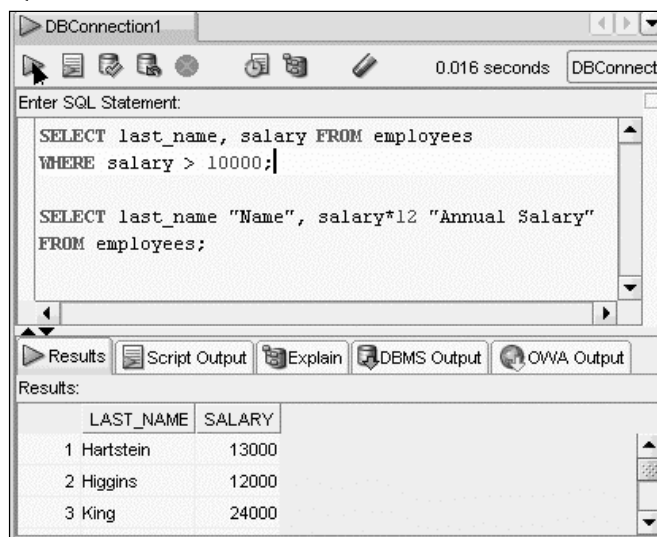 DBConnection1
0.016 seconds DBConnect
Enter SQL Statement:
SELECT last_name, salary FROM employees
WHERE salary > 10000;
SELECT last_name "Name", salary*12 "Annual Salary"
FROM employees;
Results Script Output Explain DBMS Output OWA Output
Results:
LAST_NAME SALARY
1 Hartstein 13000
2 Higgins 12000
3 King 24000